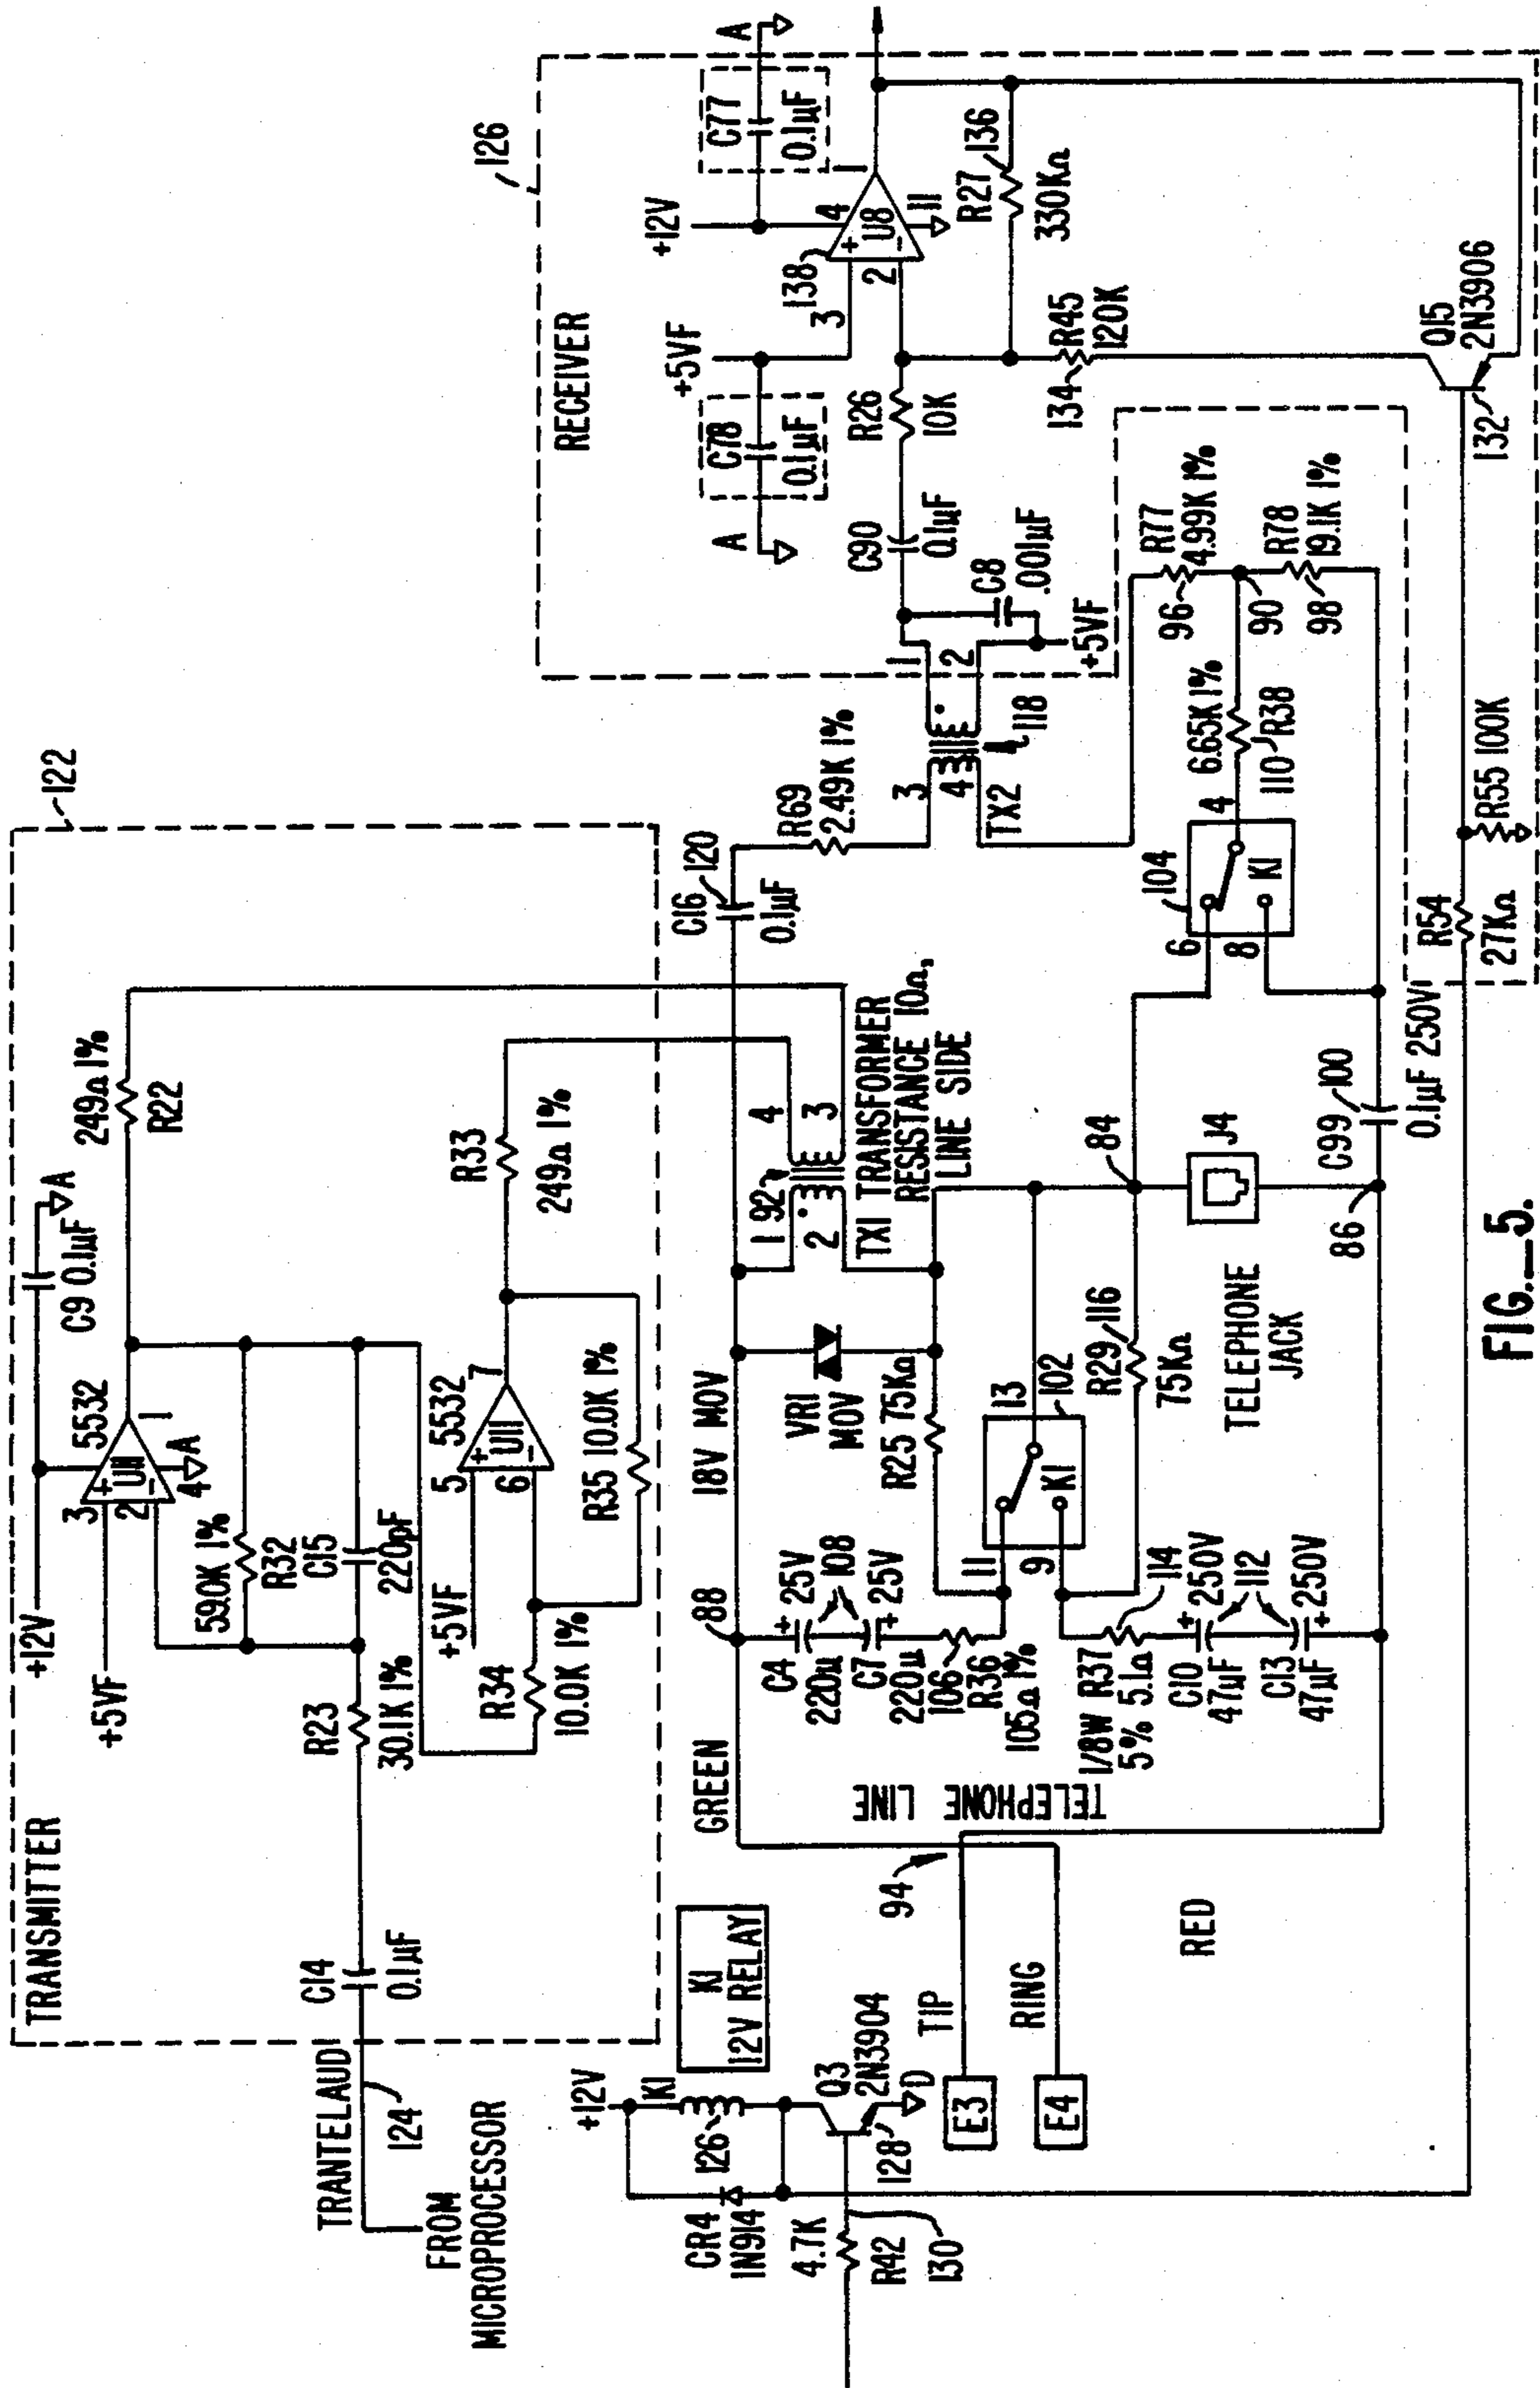 122
TRANSMITTER
+12V
C9 0.1µF
A
+5VF
3
2
5532
U11
1
4
A
249Ω 1%
R22
59.0K 1%
R32
C15
220pF
C14
0.1µF
R23
30.1K 1%
+5VF
5
6
5532
U11
7
R33
249Ω 1%
R34
10.0K 1%
R35 10.0K 1%
TRANTELAUD
124
FROM
MICROPROCESSOR
126
RECEIVER
+5VF
+12V
A
C78
0.1µF
C77
0.1µF
A
138
3
2
4
U8
1
11
C90
0.1µF
R26
10K
R27
136
330KΩ
C8
.001µF
1
2
+5VF
134
R45
120K
Q15
2N3906
132
R54
27KΩ
R55 100K
+12V
K1
126
K1
12V RELAY
CR4
1N914
4.7K
R42
130
Q3
2N3904
128
D
E3
TIP
E4
RING
94
GREEN
RED
TELEPHONE LINE
88
18V MOV
VR1
MOV
1
92
2
4
3
TX1 TRANSFORMER
RESISTANCE 10Ω,
LINE SIDE
C16
120
0.1µF
R69
2.49K 1%
3
4
TX2
118
C4
220µ
25V
108
C7
220µ
25V
106
R36
105Ω 1%
R25 75KΩ
11
9
13
K1
102
R29
116
75KΩ
1/8W R37
5% 5.1Ω
114
C10
47µF
250V
112
C13
47µF
250V
84
J4
TELEPHONE
JACK
86
C99
100
0.1µF 250V
104
6
8
4
K1
6.65K 1%
110
R38
R77
4.99K 1%
96
90
R78
19.1K 1%
98
FIG._5.